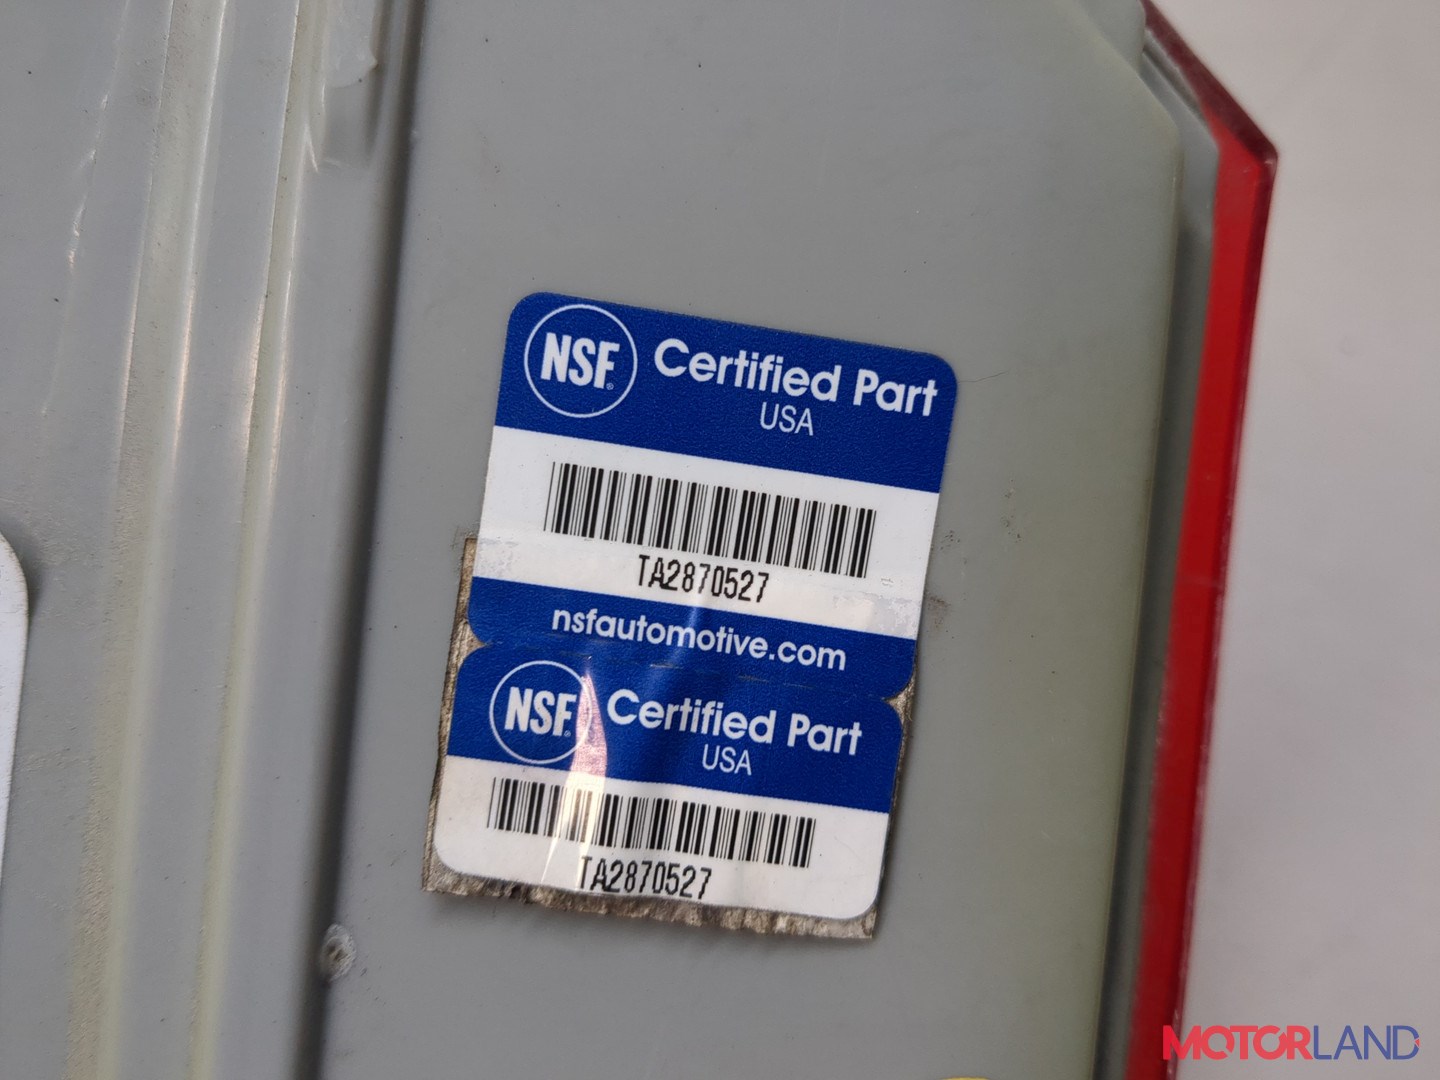 NSF®
Certified Part
USA
TA2870527
nsfautomotive.com
NSF®
Certified Part
USA
TA2870527
MOTORLAND